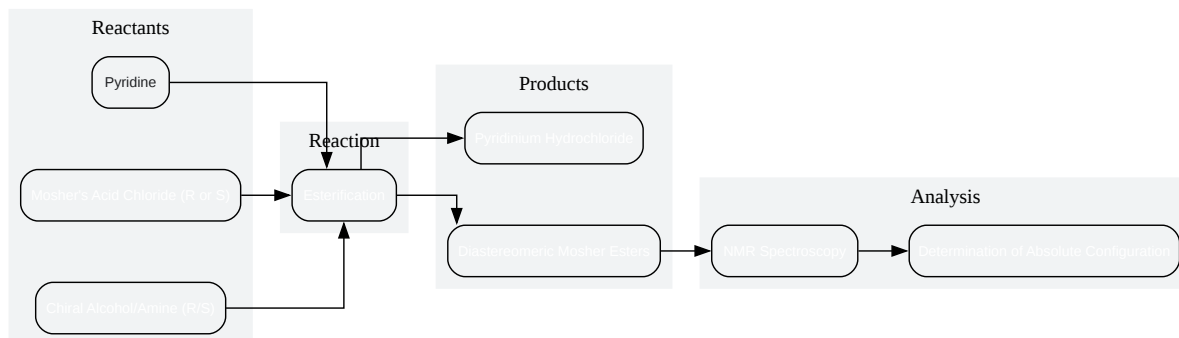 Reactants
Pyridine
Mosher's Acid Chloride (R or S)
Chiral Alcohol/Amine (R/S)
Reaction
Esterification
Products
Pyridinium Hydrochloride
Diastereomeric Mosher Esters
Analysis
NMR Spectroscopy
Determination of Absolute Configuration